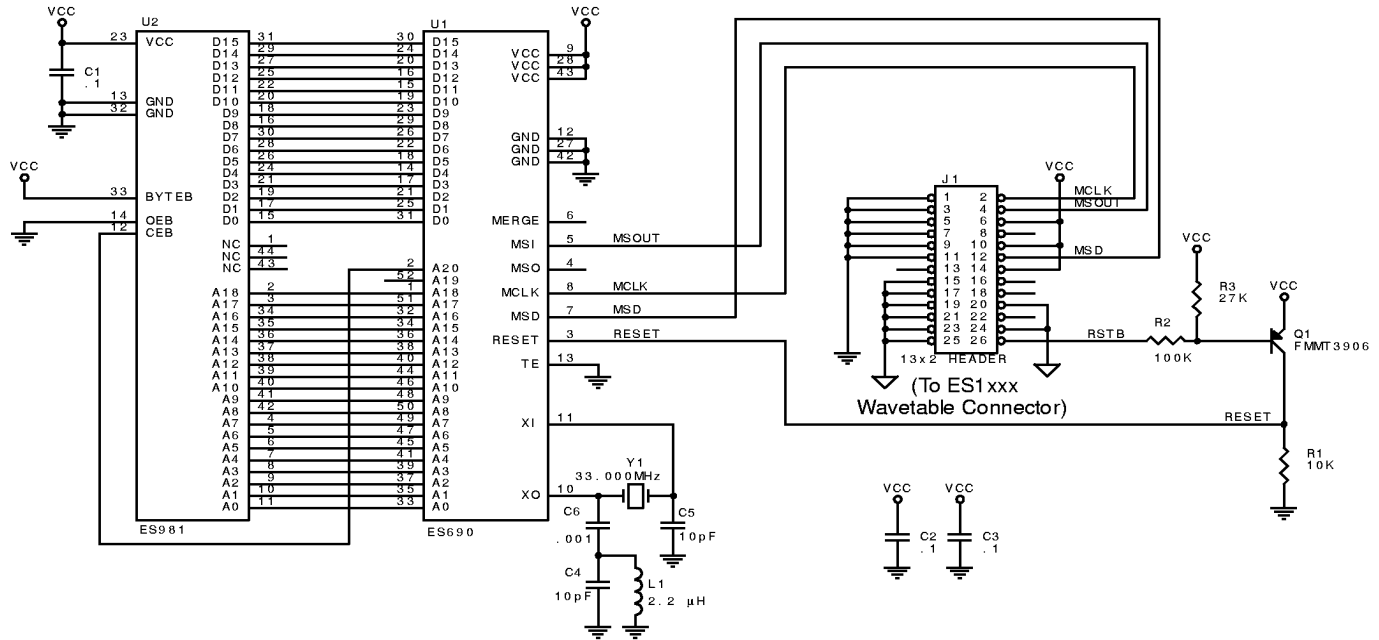 VCC
U2
U1
VCC
23 VCC D15 31 30 D15
D14 29 24 D14
D13 27 20 D13
D12 25 16 D12
D11 22 15 D11
D10 20 19 D10
D9 18 23 D9
D8 16 29 D8
D7 30 26 D7
D6 28 22 D6
D5 26 18 D5
D4 24 14 D4
D3 21 17 D3
D2 19 21 D2
D1 17 25 D1
D0 15 31 D0
C1
.1
13 GND
32 GND
VCC
33 BYTEB
14 OEB
12 CEB
NC 1
NC 44
NC 43
2 A20
52 A19
A18 2 1 A18
A17 3 51 A17
A16 34 32 A16
A15 35 34 A15
A14 36 36 A14
A13 37 38 A13
A12 38 40 A12
A11 39 44 A11
A10 40 46 A10
A9 41 48 A9
A8 42 50 A8
A7 4 49 A7
A6 5 47 A6
A5 6 45 A5
A4 7 41 A4
A3 8 39 A3
A2 9 37 A2
A1 10 35 A1
A0 11 33 A0
ES981
ES690
VCC 9
VCC 28
VCC 43
GND 12
GND 27
GND 42
MERGE 6
MSI 5 MSOUT
MSO 4
MCLK 8 MCLK
MSD 7 MSD
RESET 3 RESET
TE 13
XI 11
XO 10
Y1
33.000MHz
C6
.001
C5
10pF
C4
10pF
L1
2.2 µH
J1
VCC
1 2 MCLK
3 4 MSOUT
5 6
7 8
9 10
11 12 MSD
13 14
15 16
17 18
19 20
21 22
23 24
25 26 RSTB
13x2 HEADER
(To ES1xxx
Wavetable Connector)
VCC
R3
27K
R2
100K
VCC
Q1
FMMT3906
RESET
R1
10K
VCC
C2
.1
VCC
C3
.1